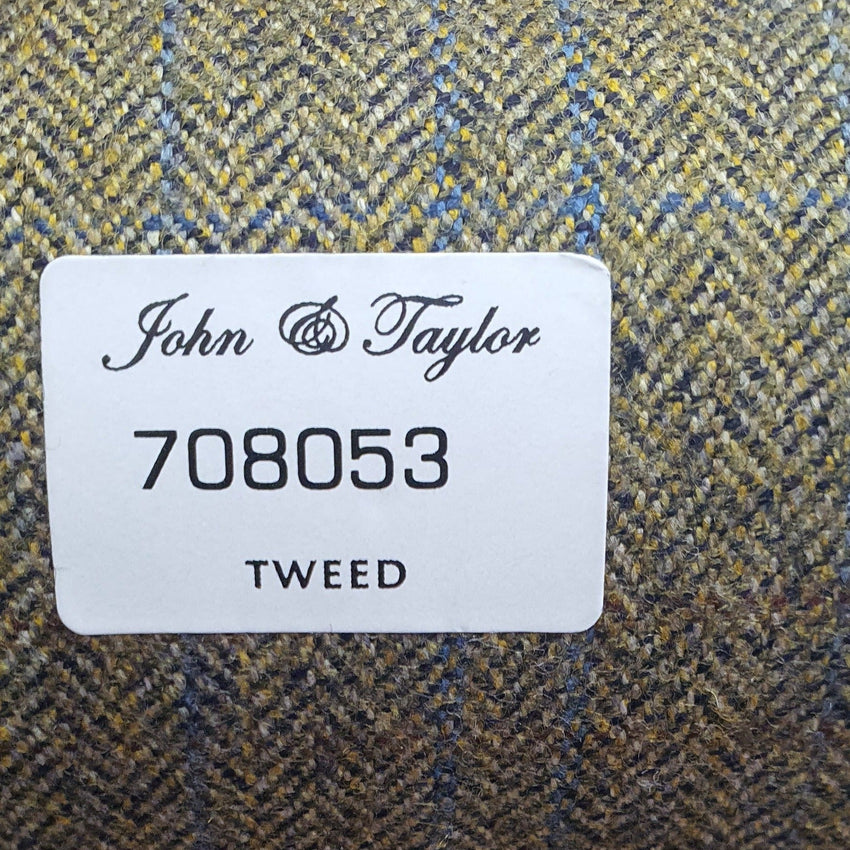 John & Taylor
708053
TWEED